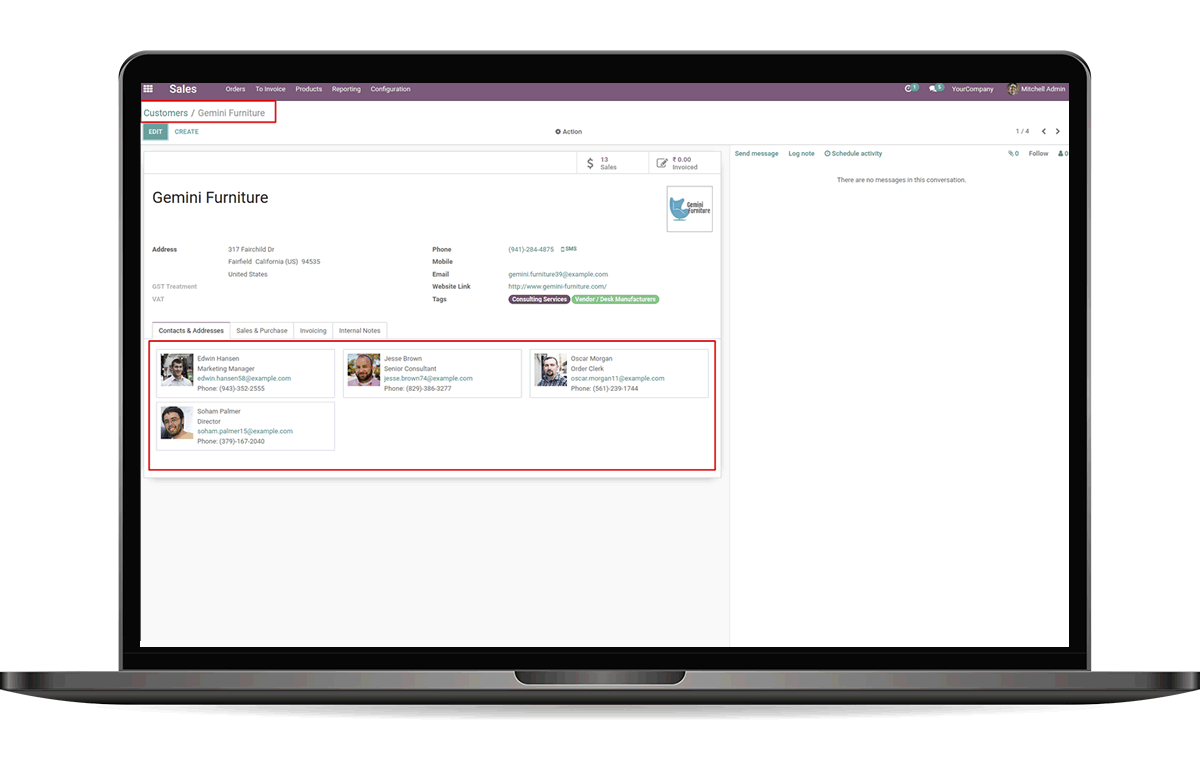 Sales Orders To Invoice Products Reporting Configuration 1 5 YourCompany Mitchell Admin
Customers / Gemini Furniture
EDIT CREATE Action 1 / 4
13
Sales
₹ 0.00
Invoiced
Send message Log note Schedule activity 0 Follow 0
There are no messages in this conversation.
Gemini Furniture
Gemini
Furniture
Address 317 Fairchild Dr
Fairfield California (US) 94535
United States
GST Treatment
VAT
Phone (941)-284-4875 SMS
Mobile
Email gemini.furniture39@example.com
Website Link http://www.gemini-furniture.com/
Tags Consulting Services Vendor / Desk Manufacturers
Contacts & Addresses Sales & Purchase Invoicing Internal Notes
Edwin Hansen
Marketing Manager
edwin.hansen58@example.com
Phone: (943)-352-2555
Jesse Brown
Senior Consultant
jesse.brown74@example.com
Phone: (829)-386-3277
Oscar Morgan
Order Clerk
oscar.morgan11@example.com
Phone: (561)-239-1744
Soham Palmer
Director
soham.palmer15@example.com
Phone: (379)-167-2040